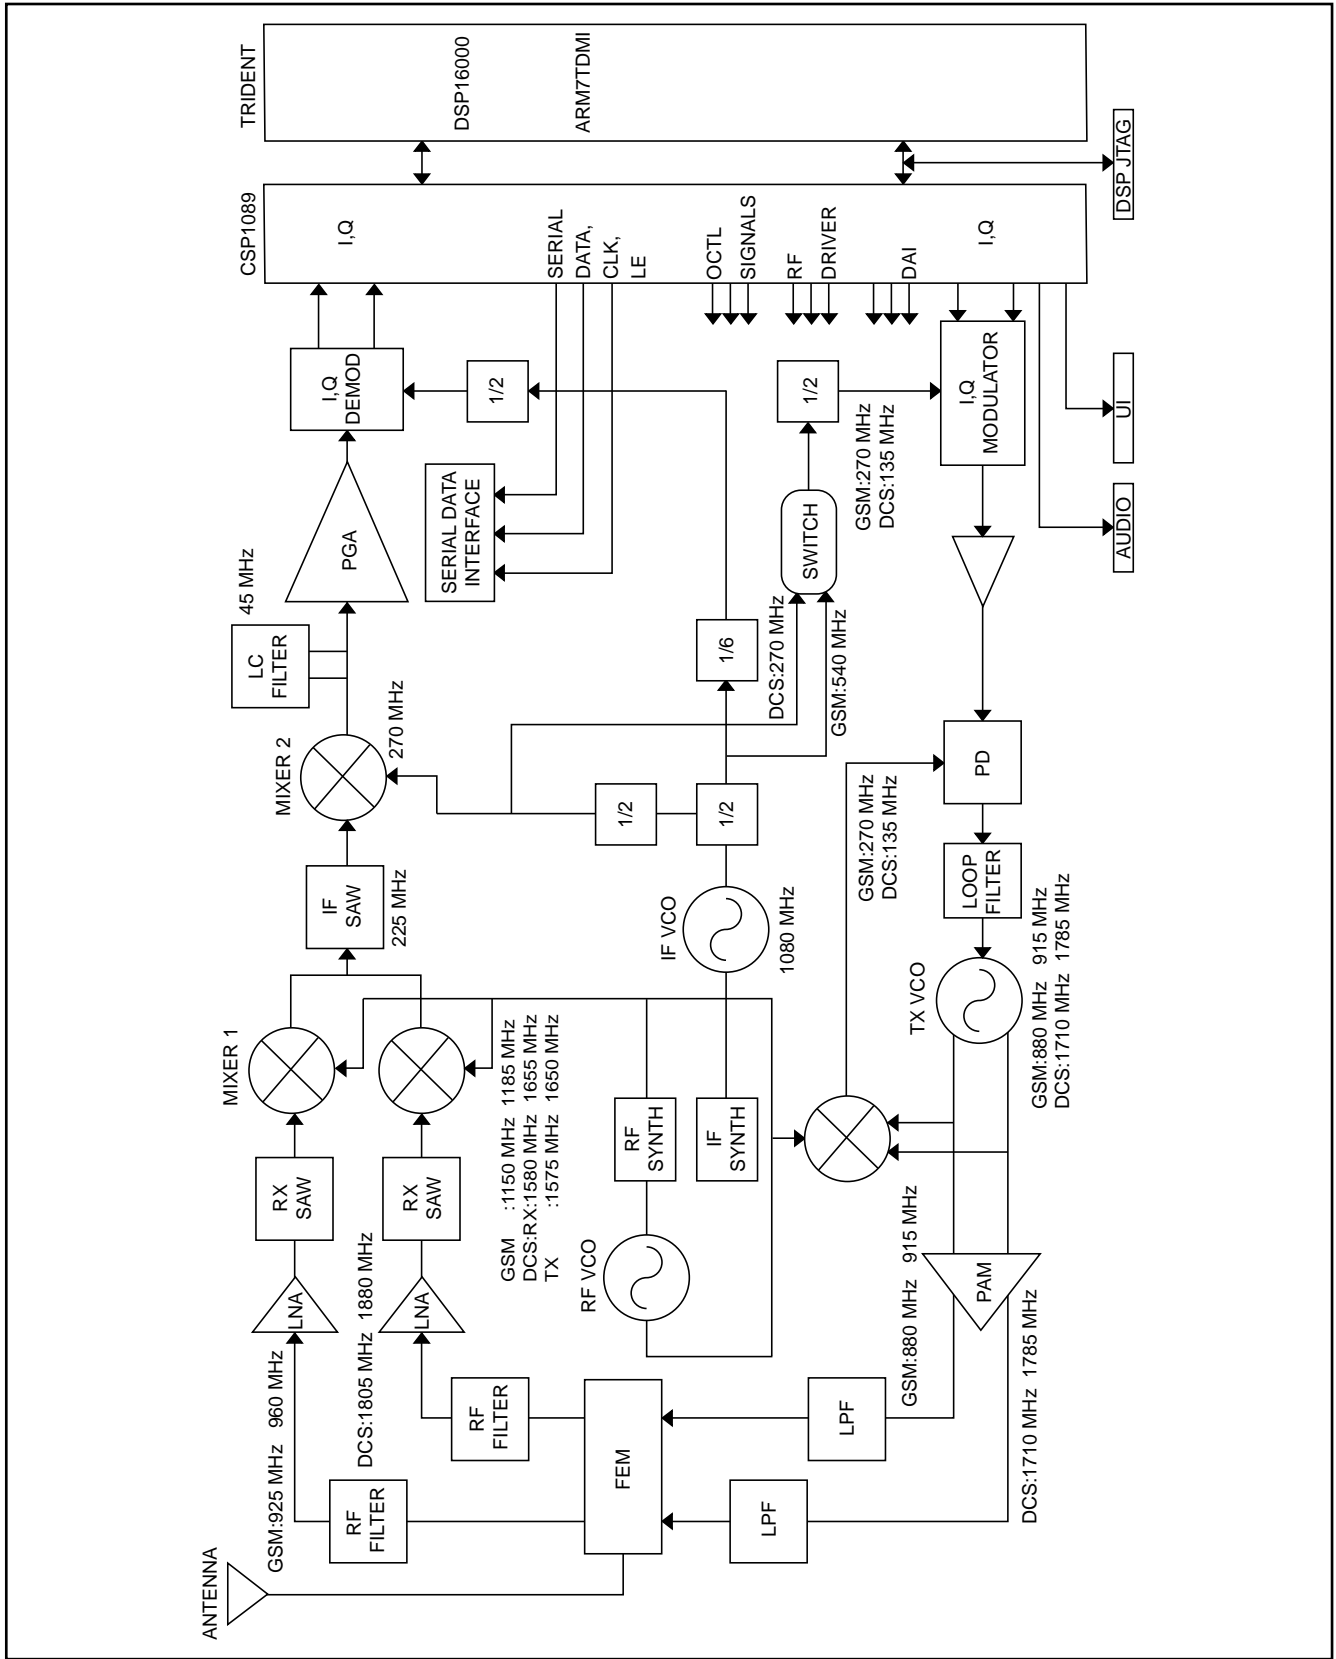 ANTENNA
GSM:925 MHz 960 MHz
RF
FILTER
LNA
RX
SAW
MIXER 1
DCS:1805 MHz 1880 MHz
RF
FILTER
LNA
RX
SAW
IF
SAW
225 MHz
MIXER 2
270 MHz
LC
FILTER
45 MHz
PGA
I,Q
DEMOD
1/2
SERIAL DATA
INTERFACE
CSP1089
I,Q
SERIAL
DATA,
CLK,
LE
OCTL
SIGNALS
RF
DRIVER
DAI
I,Q
TRIDENT
DSP16000
ARM7TDMI
DSP JTAG
FEM
GSM :1150 MHz 1185 MHz
DCS:RX:1580 MHz 1655 MHz
TX :1575 MHz 1650 MHz
RF VCO
RF
SYNTH
IF
SYNTH
IF VCO
1080 MHz
1/2
1/2
1/6
DCS:270 MHz
GSM:540 MHz
SWITCH
1/2
GSM:270 MHz
DCS:135 MHz
I,Q
MODULATOR
LPF
LPF
GSM:880 MHz 915 MHz
DCS:1710 MHz 1785 MHz
PAM
TX VCO
GSM:880 MHz 915 MHz
DCS:1710 MHz 1785 MHz
LOOP
FILTER
PD
GSM:270 MHz
DCS:135 MHz
AUDIO
UI